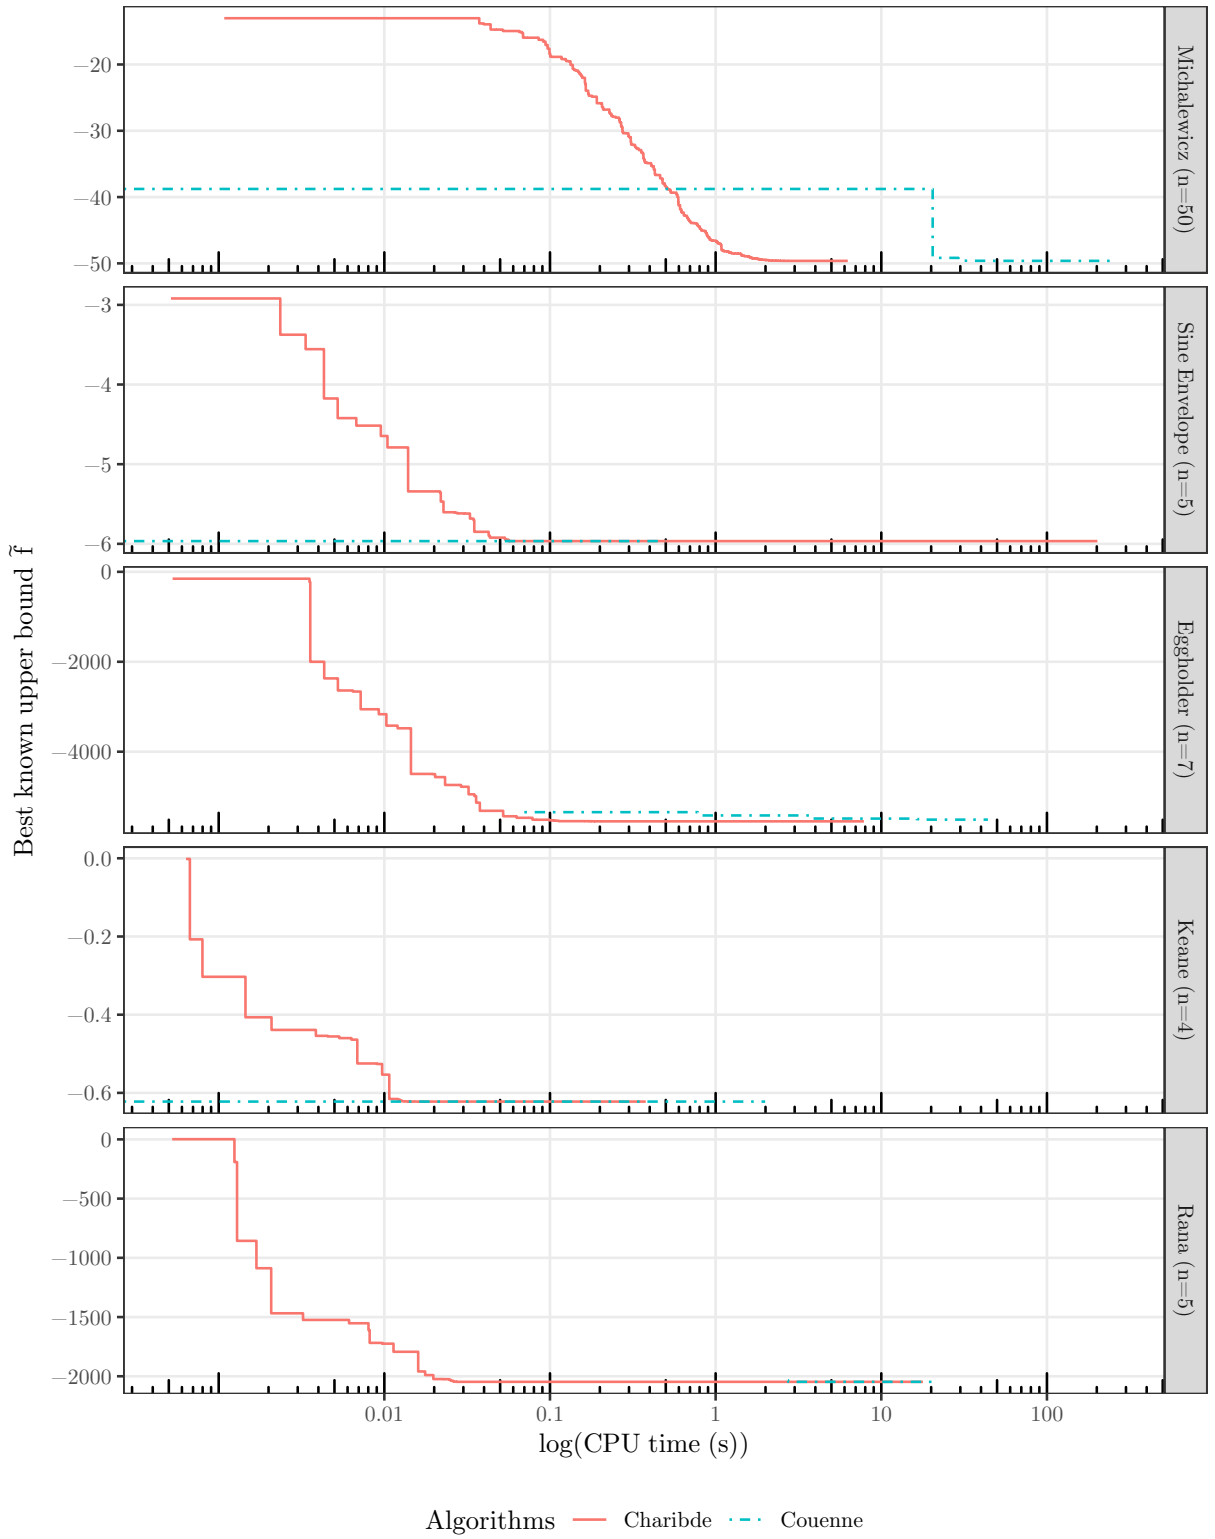 −20
−30
−40
−50
Michalewicz (n=50)
−3
−4
−5
−6
Sine Envelope (n=5)
0
−2000
−4000
Eggholder (n=7)
0.0
−0.2
−0.4
−0.6
Keane (n=4)
0
−500
−1000
−1500
−2000
Rana (n=5)
Best known upper bound f̃
0.01 0.1 1 10 100
log(CPU time (s))
Algorithms Charibde Couenne